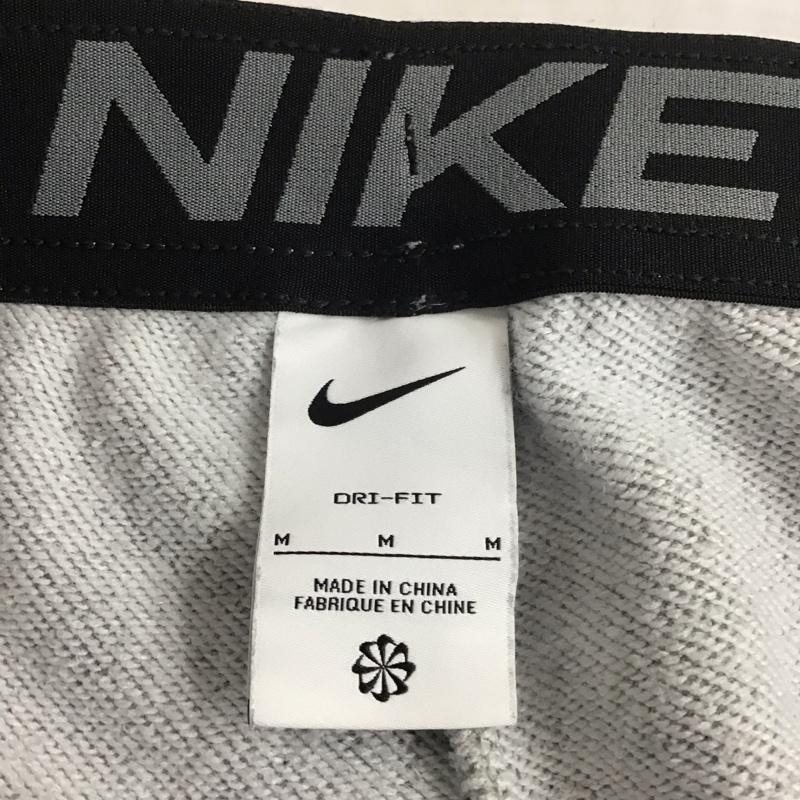 NIKE
DRI-FIT
M M M
MADE IN CHINA
FABRIQUE EN CHINE